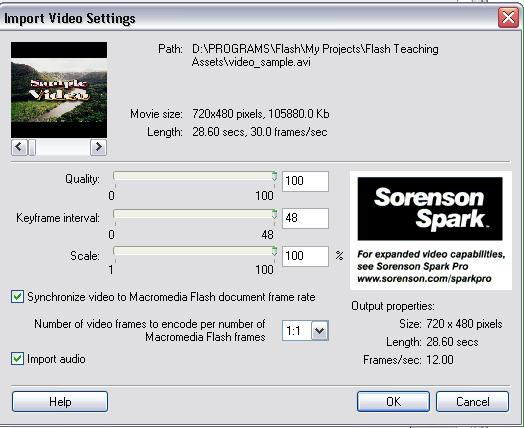 Import Video Settings
Path: D:\PROGRAMS\Flash\My Projects\Flash Teaching
Assets\video_sample.avi
Sample
Video
Movie size: 720x480 pixels, 105880.0 Kb
Length: 28.60 secs, 30.0 frames/sec
Quality: 100
0 100
Keyframe interval: 48
0 48
Scale: 100 %
1 100
Sorenson
Spark.
For expanded video capabilities,
see Sorenson Spark Pro
www.sorenson.com/sparkpro
Synchronize video to Macromedia Flash document frame rate
Number of video frames to encode per number of
Macromedia Flash frames
1:1
Import audio
Output properties:
Size: 720 x 480 pixels
Length: 28.60 secs
Frames/sec: 12.00
Help
OK
Cancel